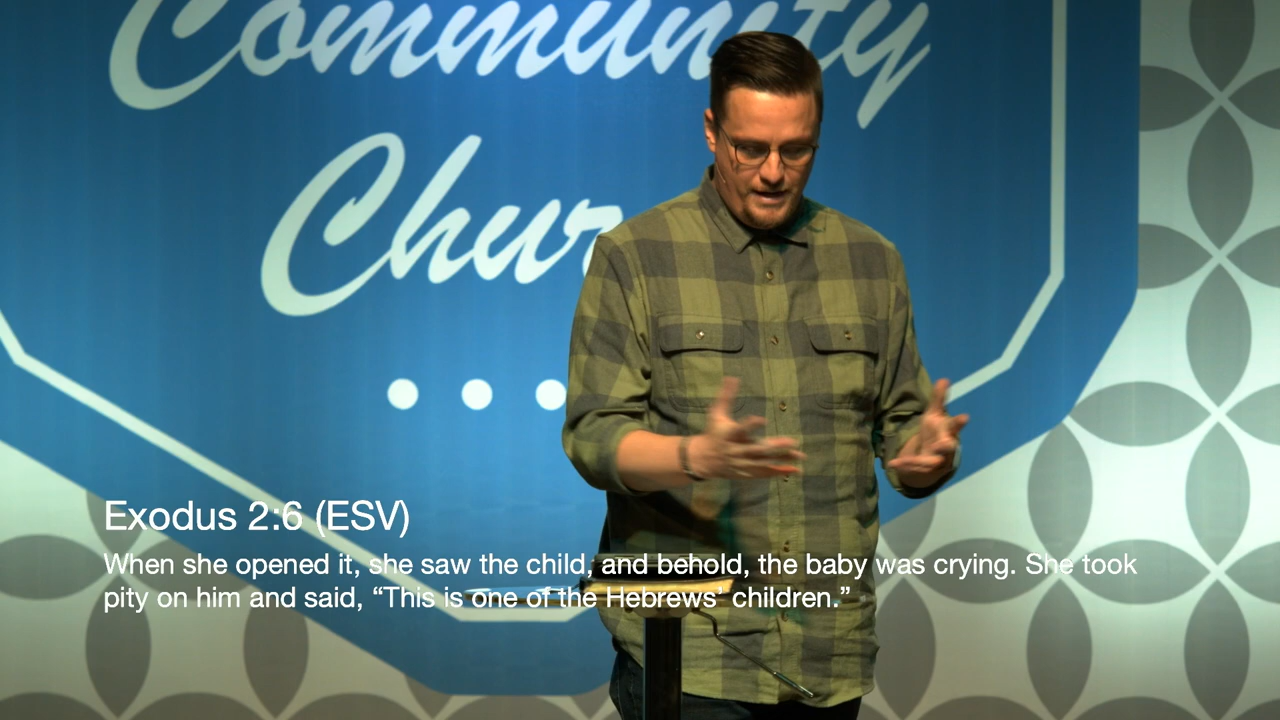 Community
Chur
Exodus 2:6 (ESV)
When she opened it, she saw the child, and behold, the baby was crying. She took
pity on him and said, “This is one of the Hebrews’ children.”